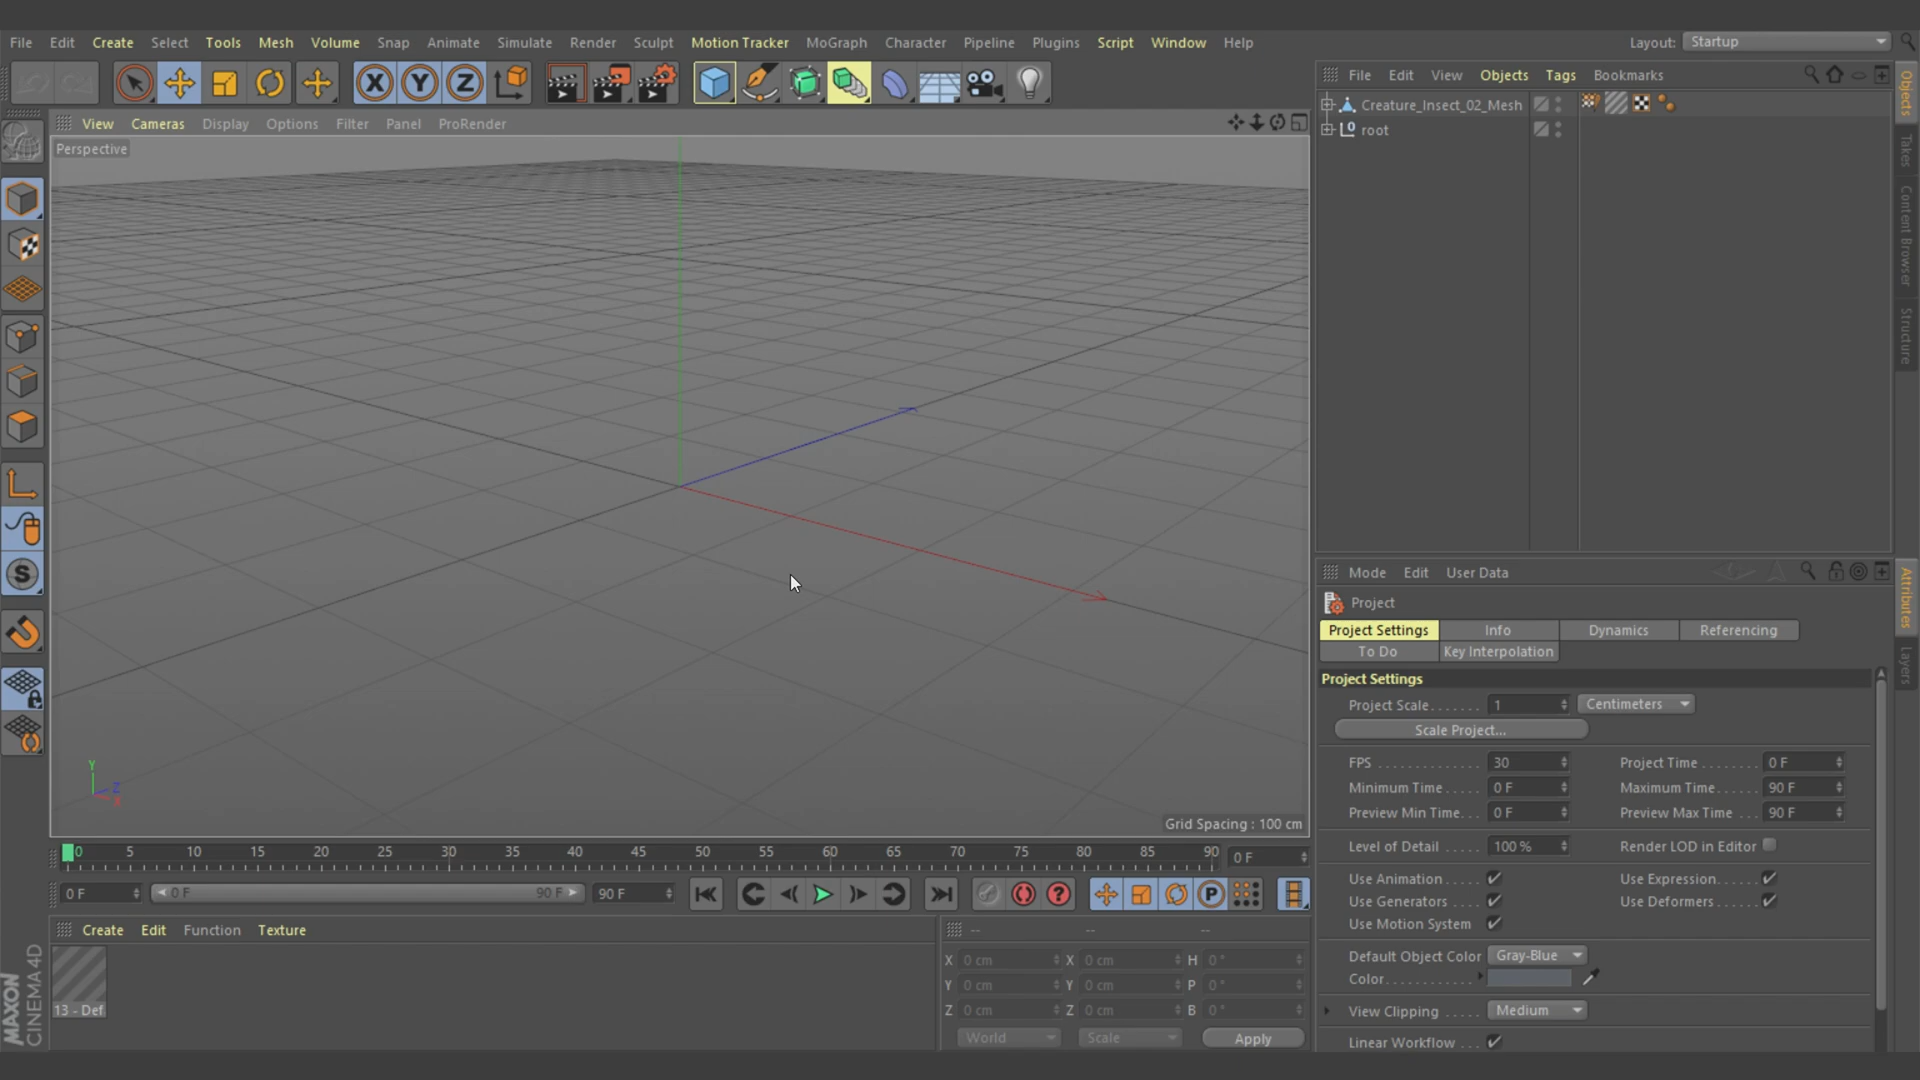 File Edit Create Select Tools Mesh Volume Snap Animate Simulate Render Sculpt Motion Tracker MoGraph Character Pipeline Plugins Script Window Help
Layout: Startup
File Edit View Objects Tags Bookmarks
X Y Z
Creature_Insect_02_Mesh
root
View Cameras Display Options Filter Panel ProRender
Perspective
Objects
Takes
Content Browser
Structure
S
Y
Z
X
Grid Spacing : 100 cm
Mode Edit User Data
Project
Project Settings Info Dynamics Referencing
To Do Key Interpolation
Project Settings
Project Scale....... 1 Centimeters
Scale Project...
FPS ............. 30 Project Time ........ 0 F
Minimum Time ..... 0 F Maximum Time...... 90 F
Preview Min Time... 0 F Preview Max Time ... 90 F
Level of Detail ..... 100 % Render LOD in Editor
Use Animation ..... Use Expression.....
Use Generators .... Use Deformers .....
Use Motion System
Default Object Color Gray-Blue
Color............
View Clipping ..... Medium
Linear Workflow ...
Attributes
Layers
0 5 10 15 20 25 30 35 40 45 50 55 60 65 70 75 80 85 90 0 F
0 F 0 F 90 F 90 F
? P
Create Edit Function Texture
13 - Def
-- -- --
X 0 cm X 0 cm H 0 °
Y 0 cm Y 0 cm P 0 °
Z 0 cm Z 0 cm B 0 °
World Scale Apply
MAXON
CINEMA 4D